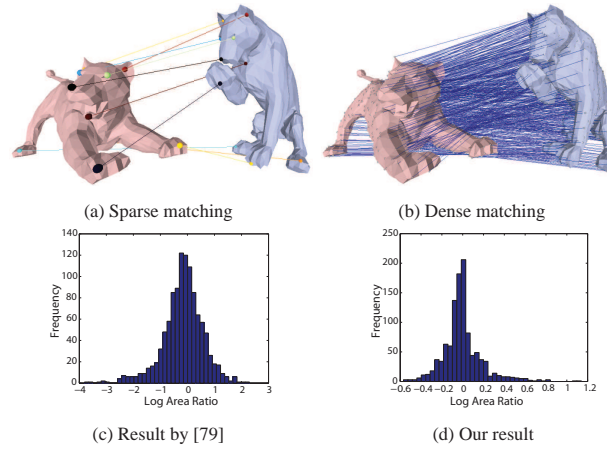 (a) Sparse matching
(b) Dense matching
140
120
100
80
60
40
20
0
Frequency
−4 −3 −2 −1 0 1 2 3
Log Area Ratio
250
200
150
100
50
0
Frequency
−0.6 −0.4 −0.2 0 0.2 0.4 0.6 0.8 1 1.2
Log Area Ratio
(c) Result by [79]
(d) Our result